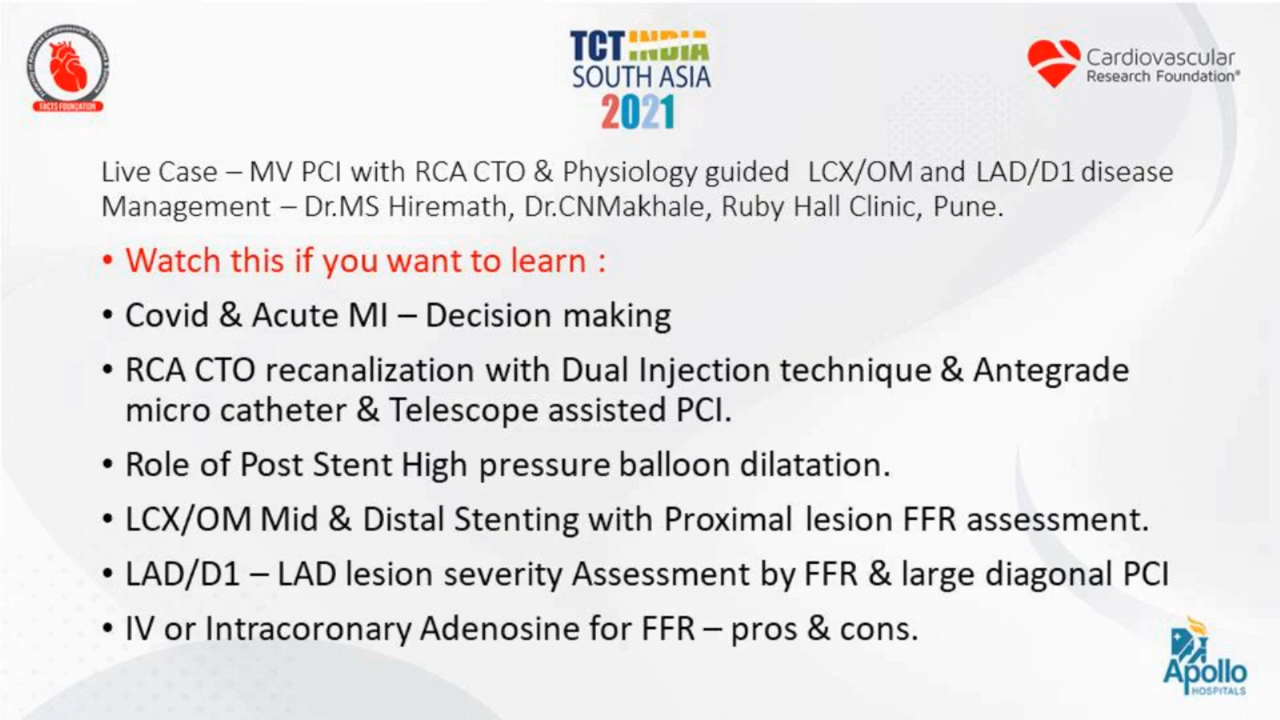 TCT INDIA
SOUTH ASIA
2021
Cardiovascular
Research Foundation®
FACTS FOUNDATION
Live Case – MV PCI with RCA CTO & Physiology guided LCX/OM and LAD/D1 disease
Management – Dr.MS Hiremath, Dr.CNMakhale, Ruby Hall Clinic, Pune.
• Watch this if you want to learn :
• Covid & Acute MI – Decision making
• RCA CTO recanalization with Dual Injection technique & Antegrade
micro catheter & Telescope assisted PCI.
• Role of Post Stent High pressure balloon dilatation.
• LCX/OM Mid & Distal Stenting with Proximal lesion FFR assessment.
• LAD/D1 – LAD lesion severity Assessment by FFR & large diagonal PCI
• IV or Intracoronary Adenosine for FFR – pros & cons.
Apollo
HOSPITALS